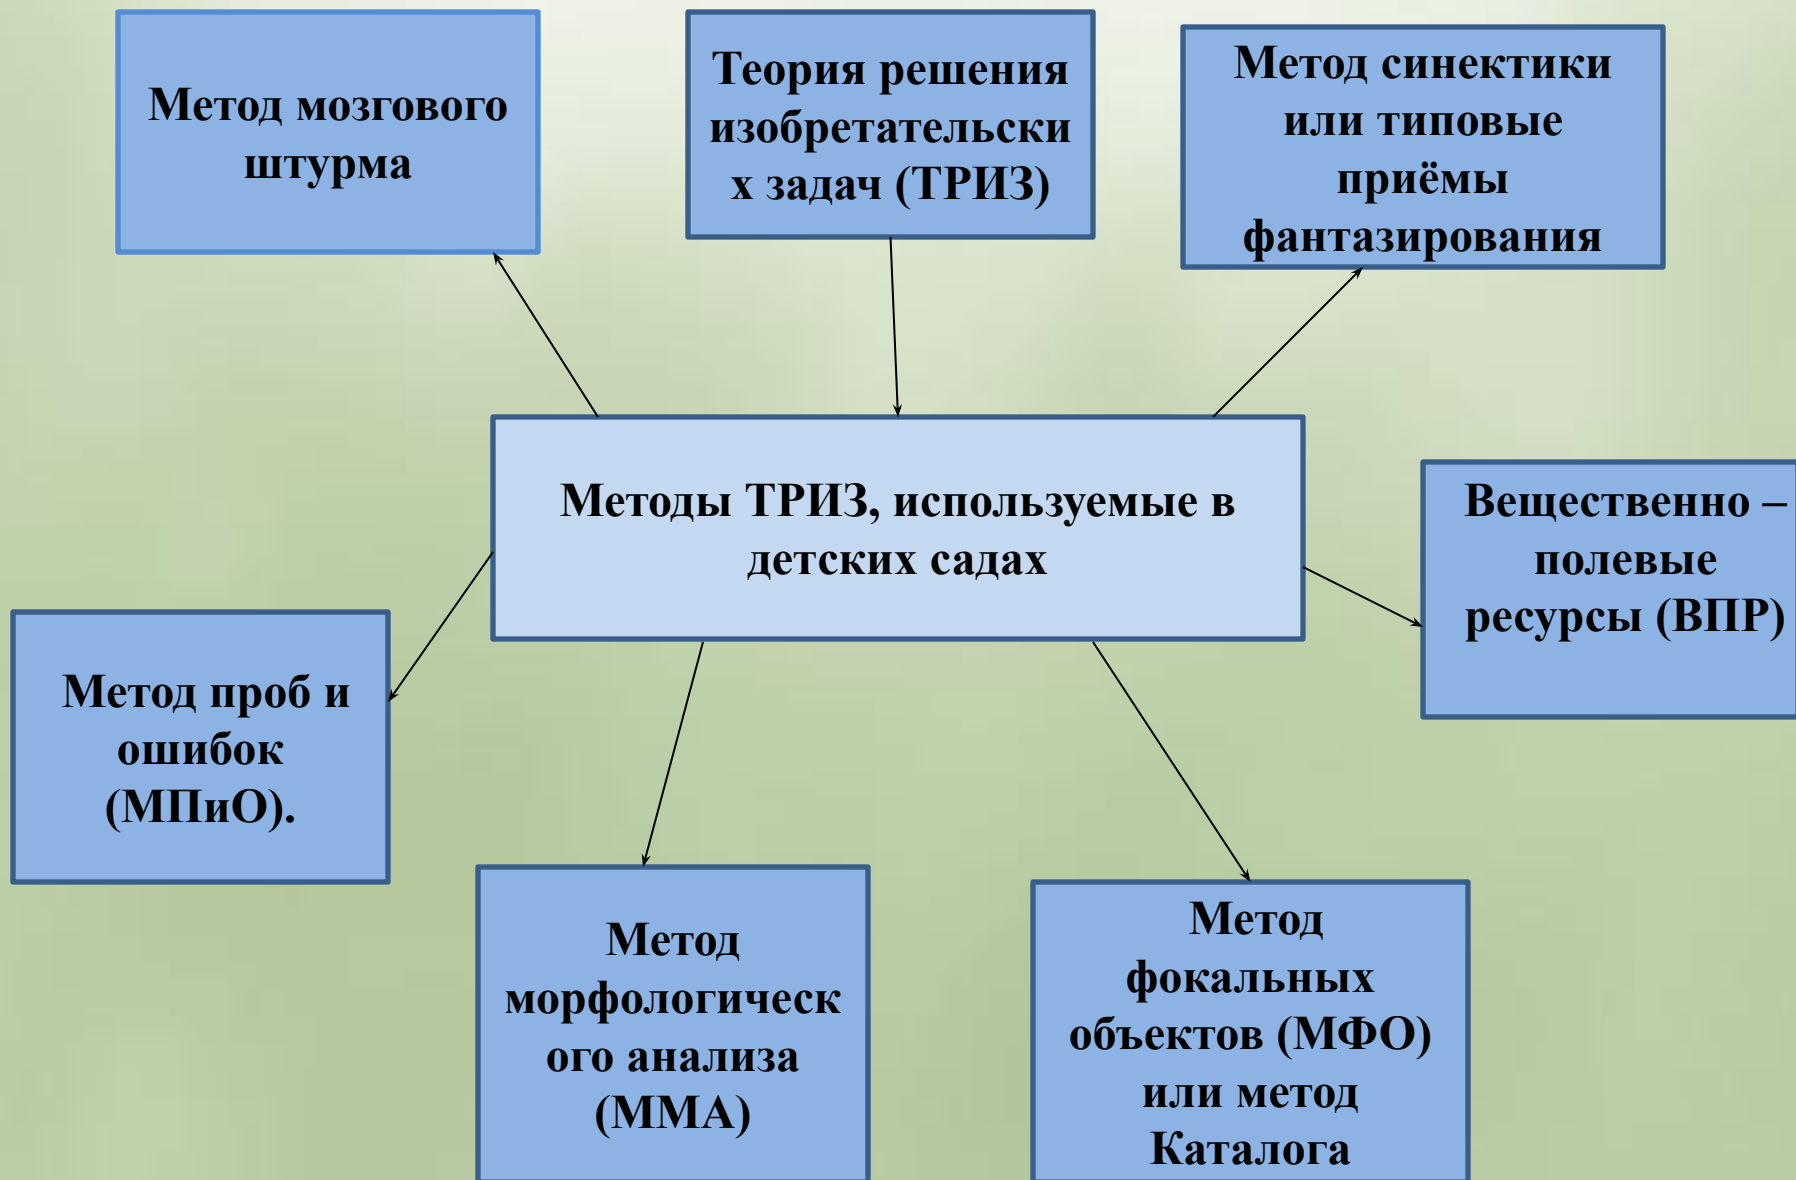 Метод мозгового
штурма
Теория решения
изобретательски
х задач (ТРИЗ)
Метод синектики
или типовые
приёмы
фантазирования
Методы ТРИЗ, используемые в
детских садах
Вещественно –
полевые
ресурсы (ВПР)
Метод проб и
ошибок
(МПиО).
Метод
морфологическ
ого анализа
(ММА)
Метод
фокальных
объектов (МФО)
или метод
Каталога